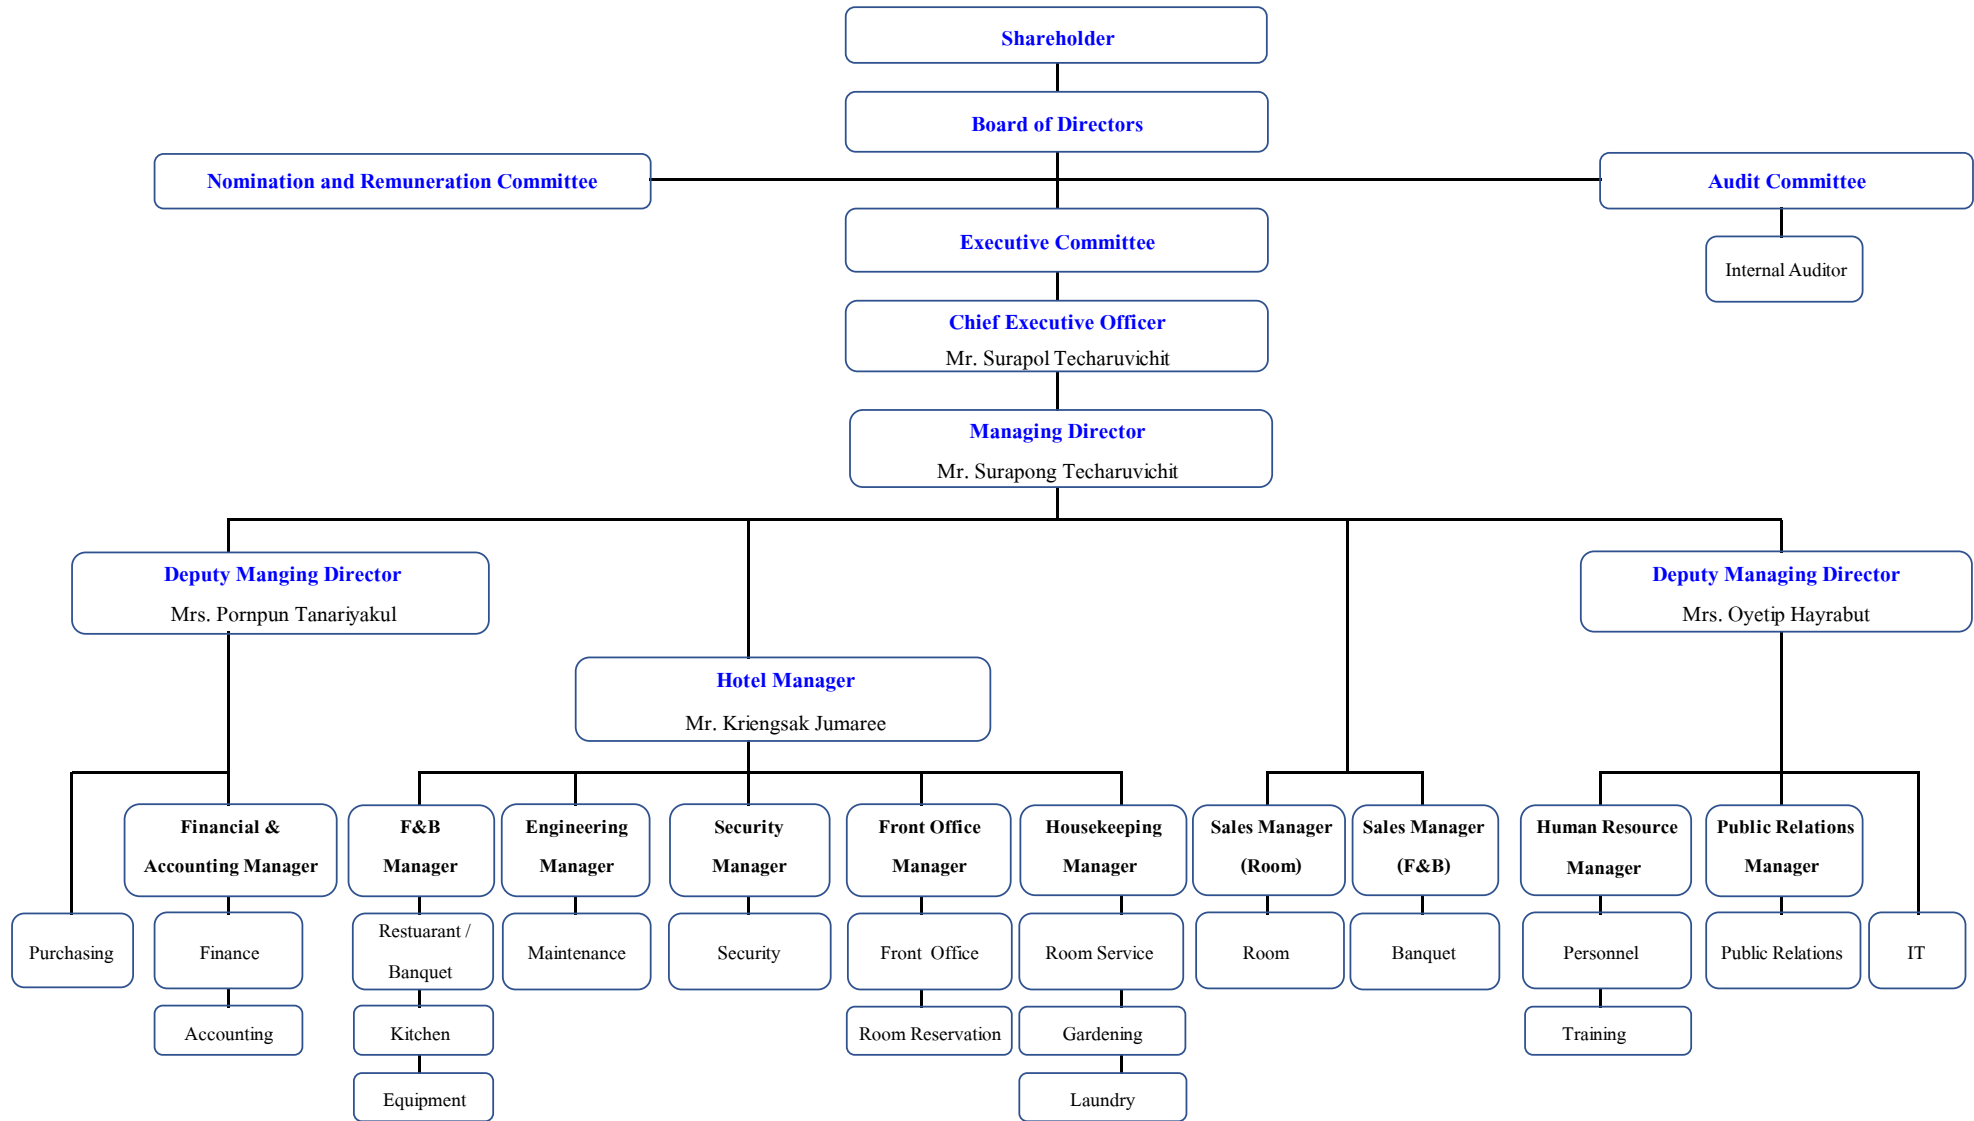 Shareholder
Board of Directors
Nomination and Remuneration Committee
Audit Committee
Executive Committee
Internal Auditor
Chief Executive Officer
Mr. Surapol Techaruvichit
Managing Director
Mr. Surapong Techaruvichit
Deputy Manging Director
Mrs. Pornpun Tanariyakul
Deputy Managing Director
Mrs. Oyetip Hayrabut
Hotel Manager
Mr. Kriengsak Jumaree
Financial &
Accounting Manager
F&B
Manager
Engineering
Manager
Security
Manager
Front Office
Manager
Housekeeping
Manager
Sales Manager
(Room)
Sales Manager
(F&B)
Human Resource
Manager
Public Relations
Manager
Purchasing
Finance
Restuarant /
Banquet
Maintenance
Security
Front Office
Room Service
Room
Banquet
Personnel
Public Relations
IT
Accounting
Kitchen
Room Reservation
Gardening
Training
Equipment
Laundry